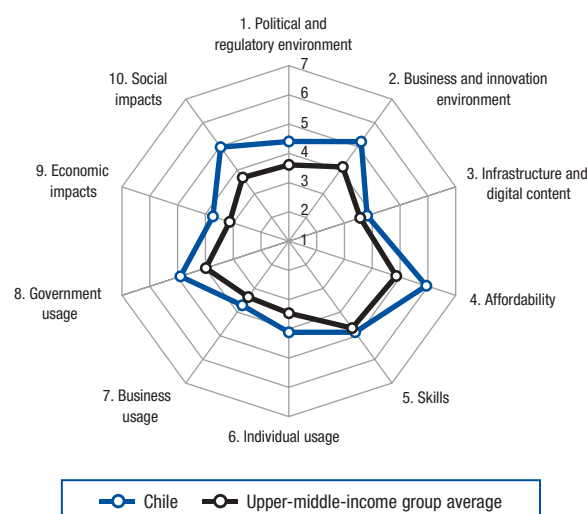 1. Political and
regulatory environment
2. Business and innovation
environment
3. Infrastructure and
digital content
4. Affordability
5. Skills
6. Individual usage
7. Business
usage
8. Government
usage
9. Economic
impacts
10. Social
impacts
7
6
5
4
3
2
1
Chile
Upper-middle-income group average